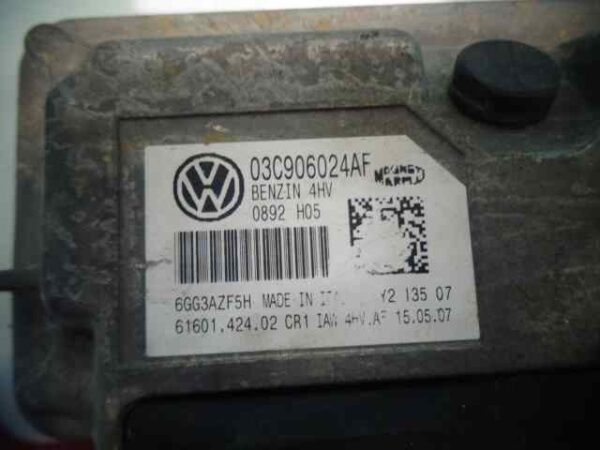 03C906024AF
BENZIN 4HV
0892 H05
6GG3AZF5H MADE IN Y2 135 07
61601.424.02 CR1 IAW 4HV.AF 15.05.07